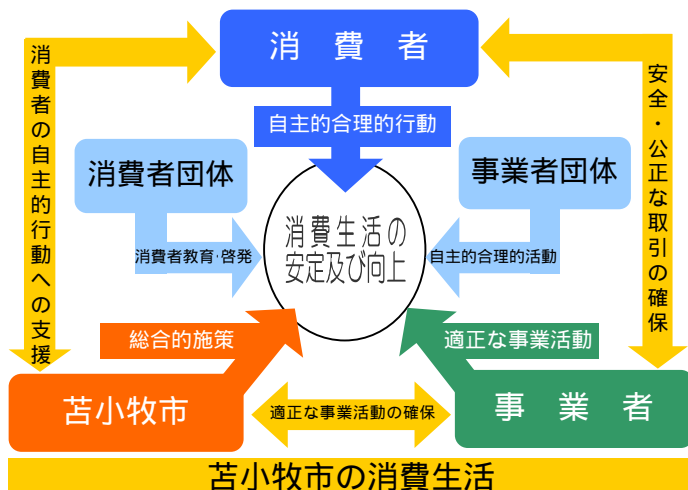 消費者
自主的合理的行動
消費者の自主的行動への支援
安全・公正な取引の確保
消費者団体
事業者団体
消費者教育·啓発
自主的合理的活動
消費生活の
安定及び向上
総合的施策
適正な事業活動
苫小牧市
適正な事業活動の確保
事業者
苫小牧市の消費生活